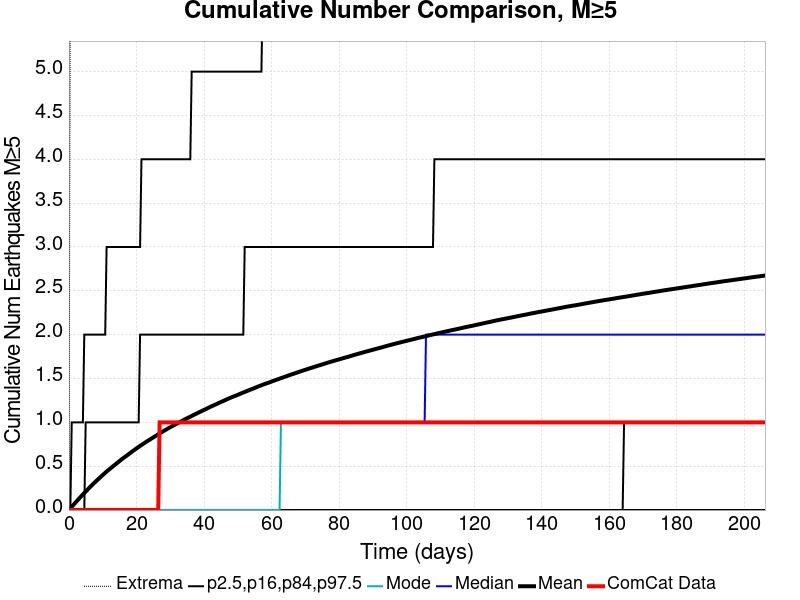 Cumulative Number Comparison, M≥5
Cumulative Num Earthquakes M≥5
5.0
4.5
4.0
3.5
3.0
2.5
2.0
1.5
1.0
0.5
0.0
0 20 40 60 80 100 120 140 160 180 200
Time (days)
Extrema p2.5,p16,p84,p97.5 Mode Median Mean ComCat Data